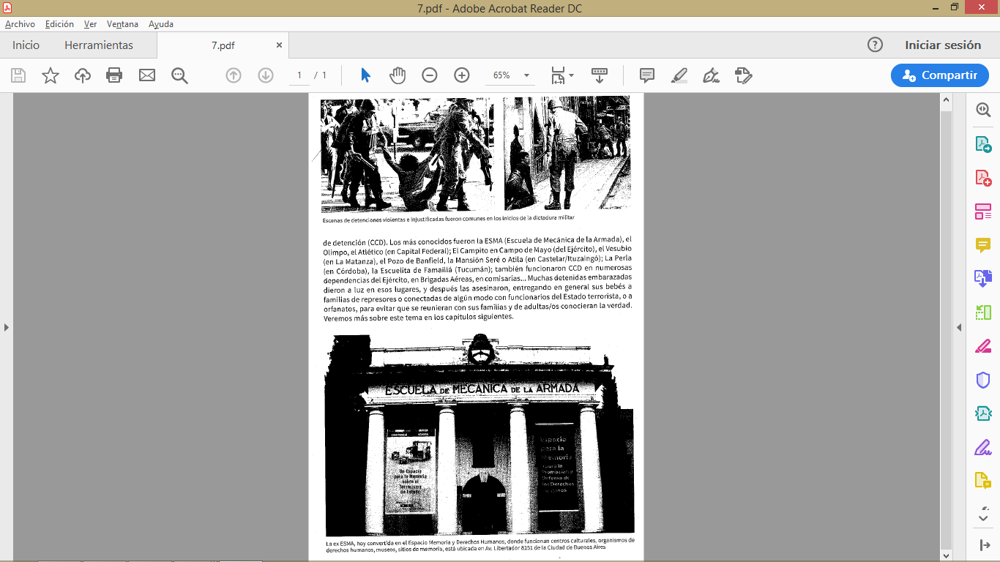 7.pdf - Adobe Acrobat Reader DC
Archivo Edición Ver Ventana Ayuda
Inicio Herramientas 7.pdf × Iniciar sesión
1 / 1 65% Compartir
Escenas de detenciones violentas e injustificadas fueron comunes en los inicios de la dictadura militar
de detención (CCD). Los más conocidos fueron la ESMA (Escuela de Mecánica de la Armada), el
Olimpo, el Atlético (en Capital Federal); El Campito en Campo de Mayo (del Ejército), el Vesubio
(en La Matanza), el Pozo de Banfield, la Mansión Seré o Atila (en Castelar/Ituzaingó); La Perla
(en Córdoba), la Escuelita de Famaillá (Tucumán); también funcionaron CCD en numerosas
dependencias del Ejército, en Brigadas Aéreas, en comisarías... Muchas detenidas embarazadas
dieron a luz en esos lugares, y después las asesinaron, entregando en general sus bebés a
familias de represores o conectadas de algún modo con funcionarios del Estado terrorista, o a
orfanatos, para evitar que se reunieran con sus familias y de adultas/os conocieran la verdad.
Veremos más sobre este tema en los capítulos siguientes.
ESCUELA DE MECÁNICA DE LA ARMADA
Un Espacio
para la Memoria
sobre el
Terrorismo
de Estado
Espacio
para la
Memoria
y para la
Promoción y
Defensa de
los Derechos
La ex ESMA, hoy convertida en el Espacio Memoria y Derechos Humanos, donde funcionan centros culturales, organismos de
derechos humanos, museos, sitios de memoria, está ubicada en Av. Libertador 8151 de la Ciudad de Buenos Aires